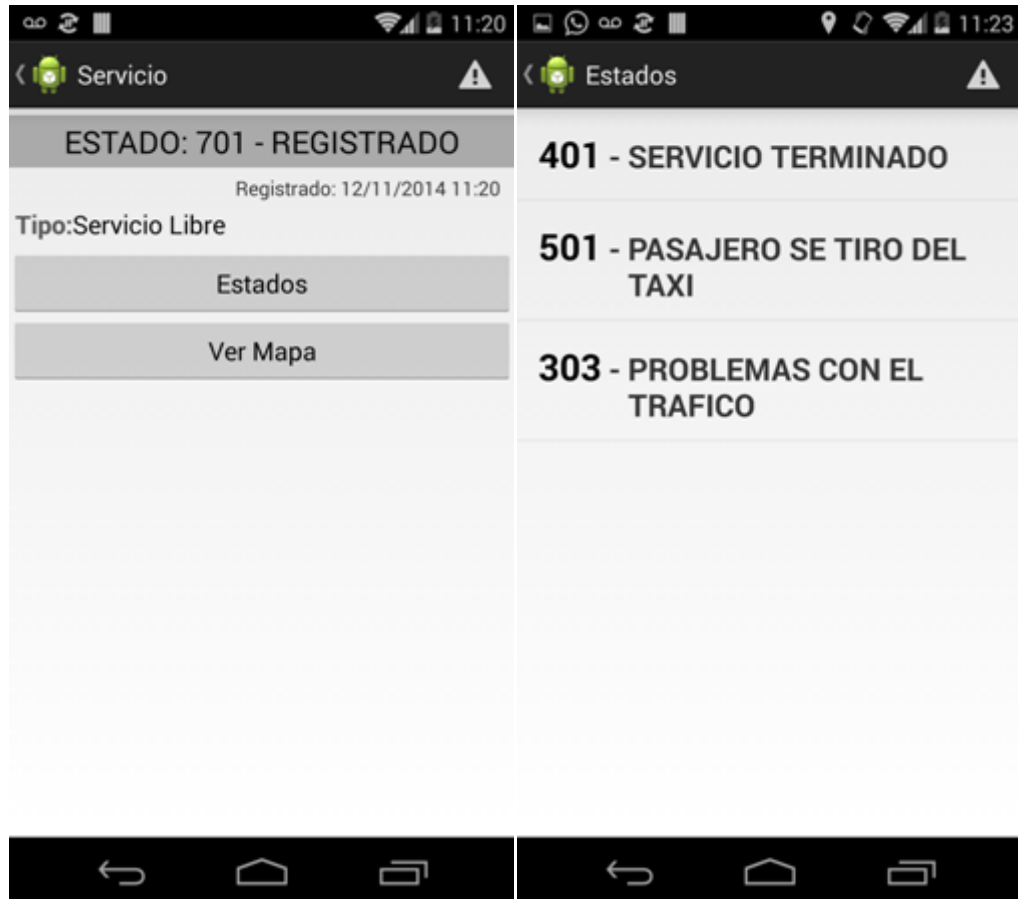 11:20
Servicio
ESTADO: 701 - REGISTRADO
Registrado: 12/11/2014 11:20
Tipo:Servicio Libre
Estados
Ver Mapa
11:23
Estados
401 - SERVICIO TERMINADO
501 - PASAJERO SE TIRO DEL
TAXI
303 - PROBLEMAS CON EL
TRAFICO